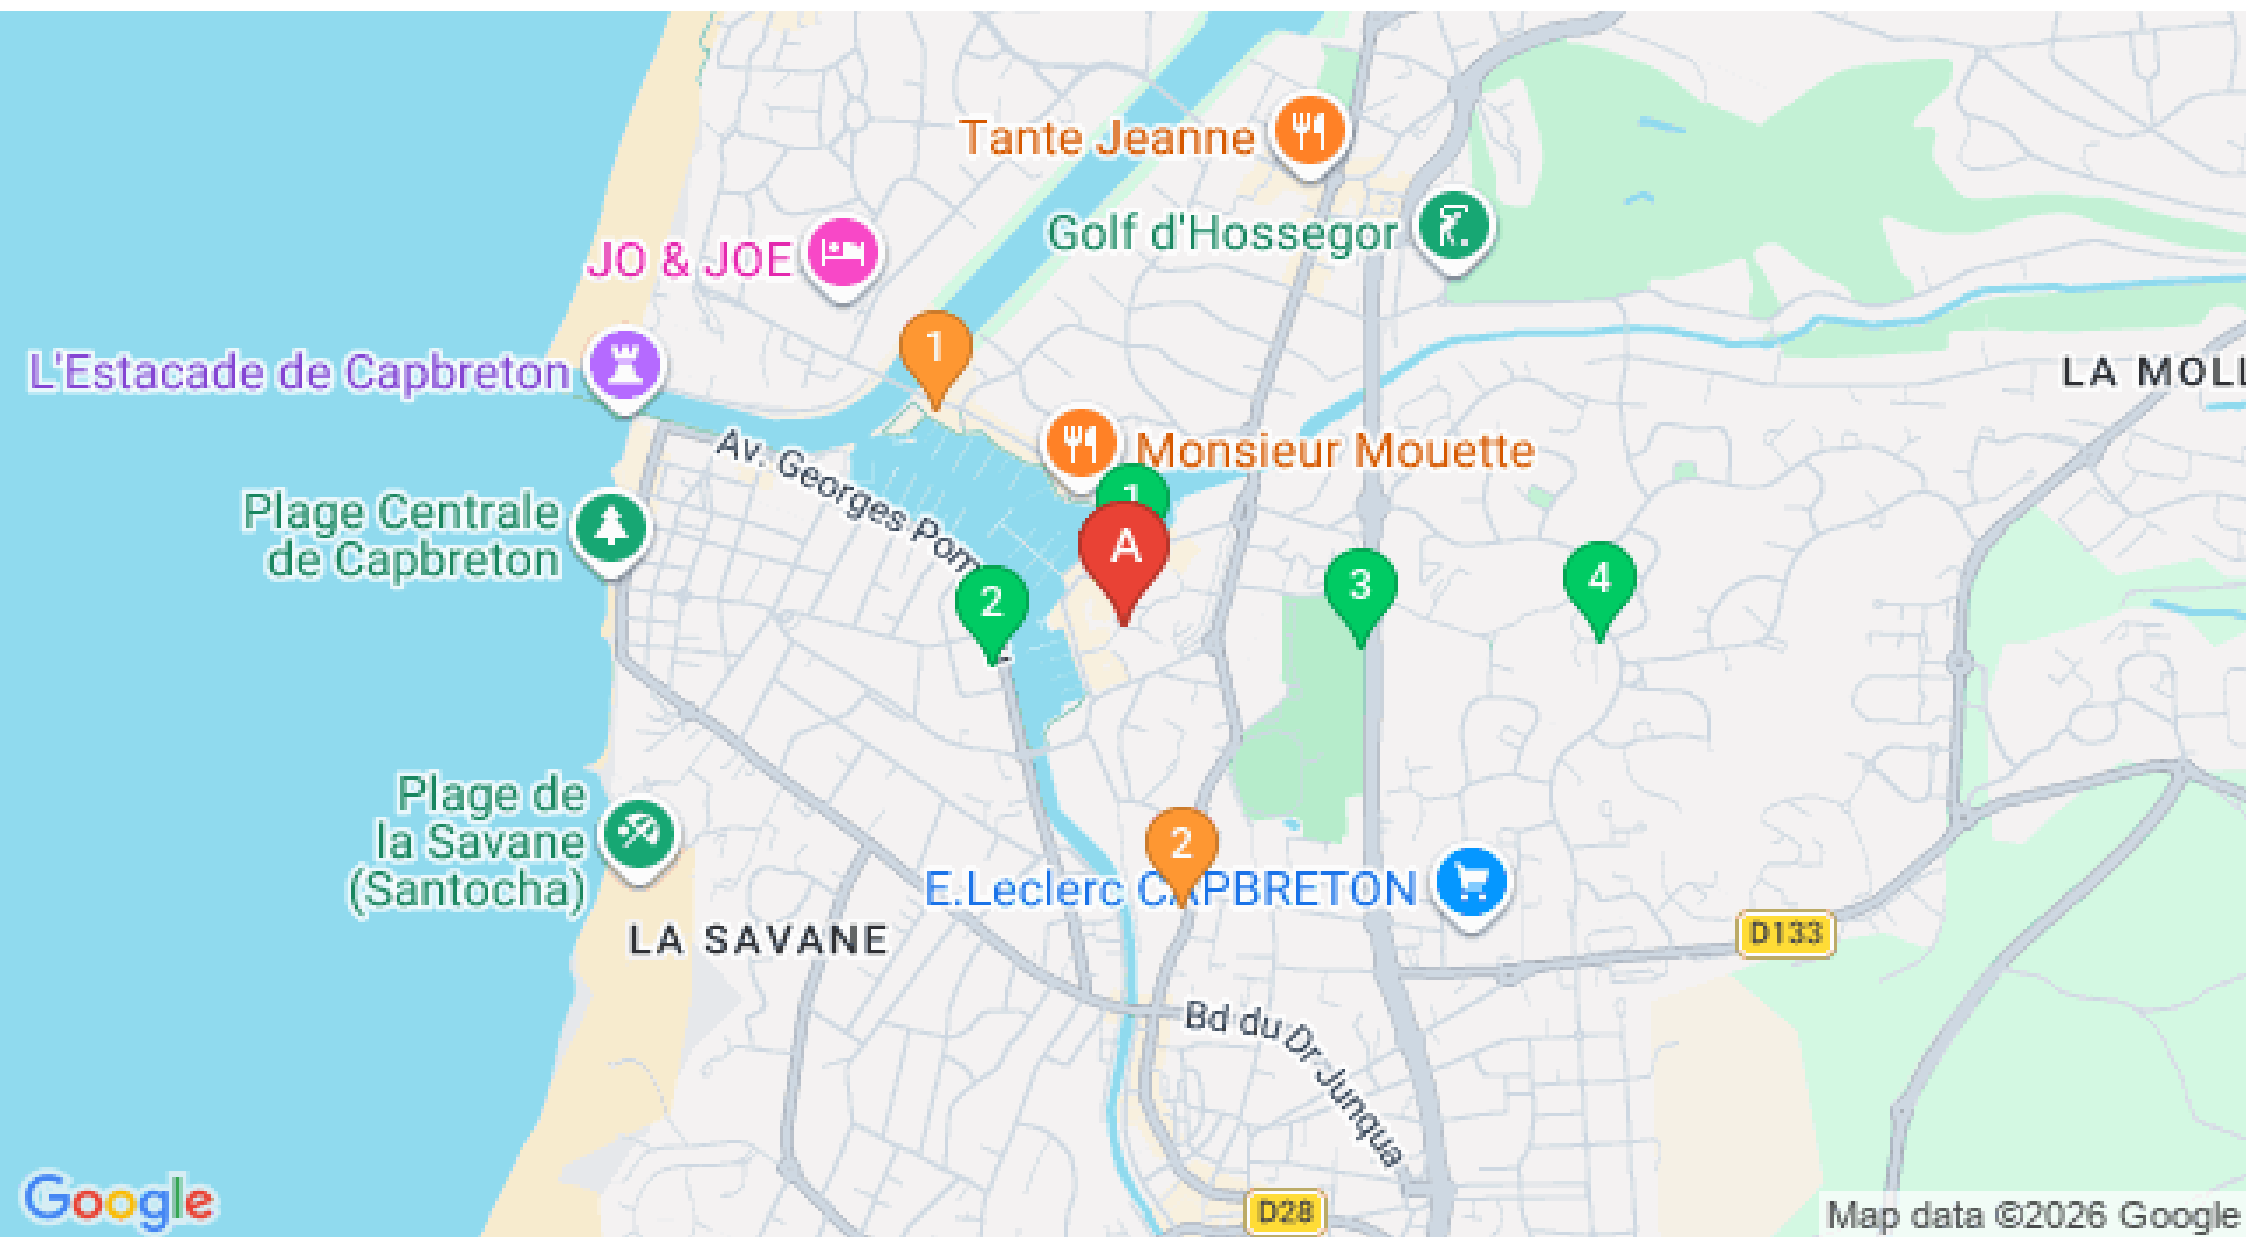 Tante Jeanne
Golf d'Hossegor
JO & JOE
1
L'Estacade de Capbreton
LA MOLL
Av. Georges Pom
Monsieur Mouette
Plage Centrale
de Capbreton
1
A
2
3
4
Plage de
la Savane
(Santocha)
2
E.Leclerc CAPBRETON
LA SAVANE
D133
Bd du Dr Junqua
D28
Google
Map data ©2026 Google